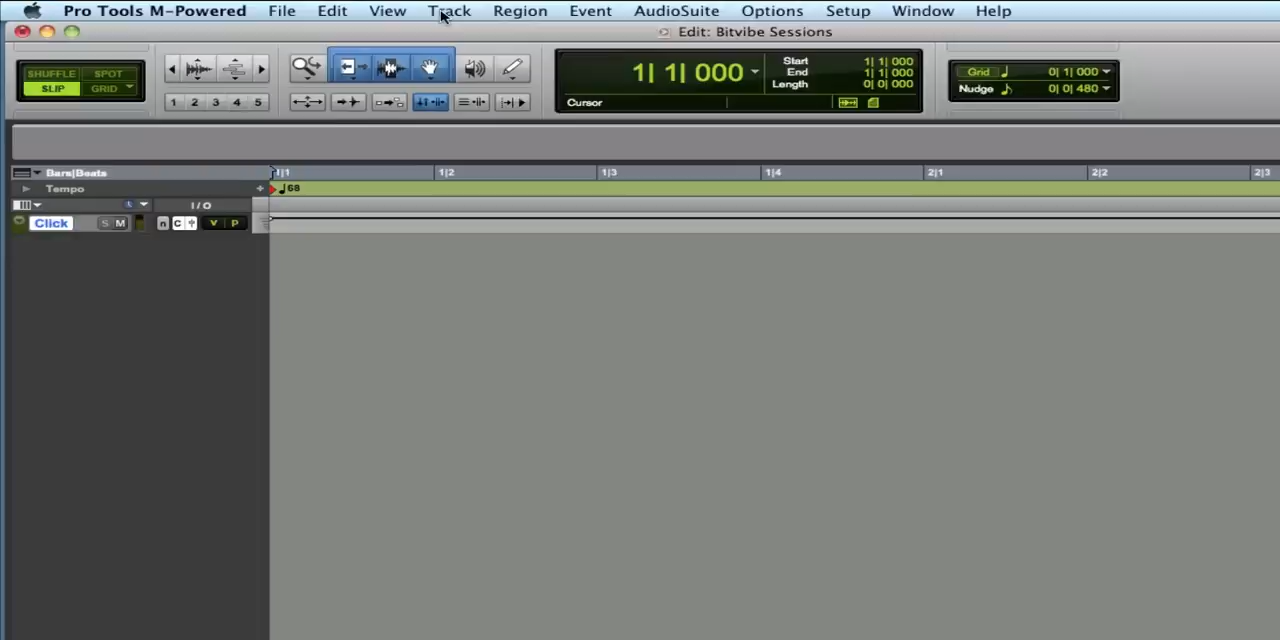 Pro Tools M-Powered File Edit View Track Region Event AudioSuite Options Setup Window Help
Edit: Bitvibe Sessions
SHUFFLE SPOT
SLIP GRID
1 2 3 4 5
1| 1| 000
Start 1| 1| 000
End 1| 1| 000
Length 0| 0| 000
Cursor
Grid 0| 1| 000
Nudge 0| 0| 480
Bars|Beats 1|1 1|2 1|3 1|4 2|1 2|2 2|3
Tempo + 68
I/O
Click S M n C V P